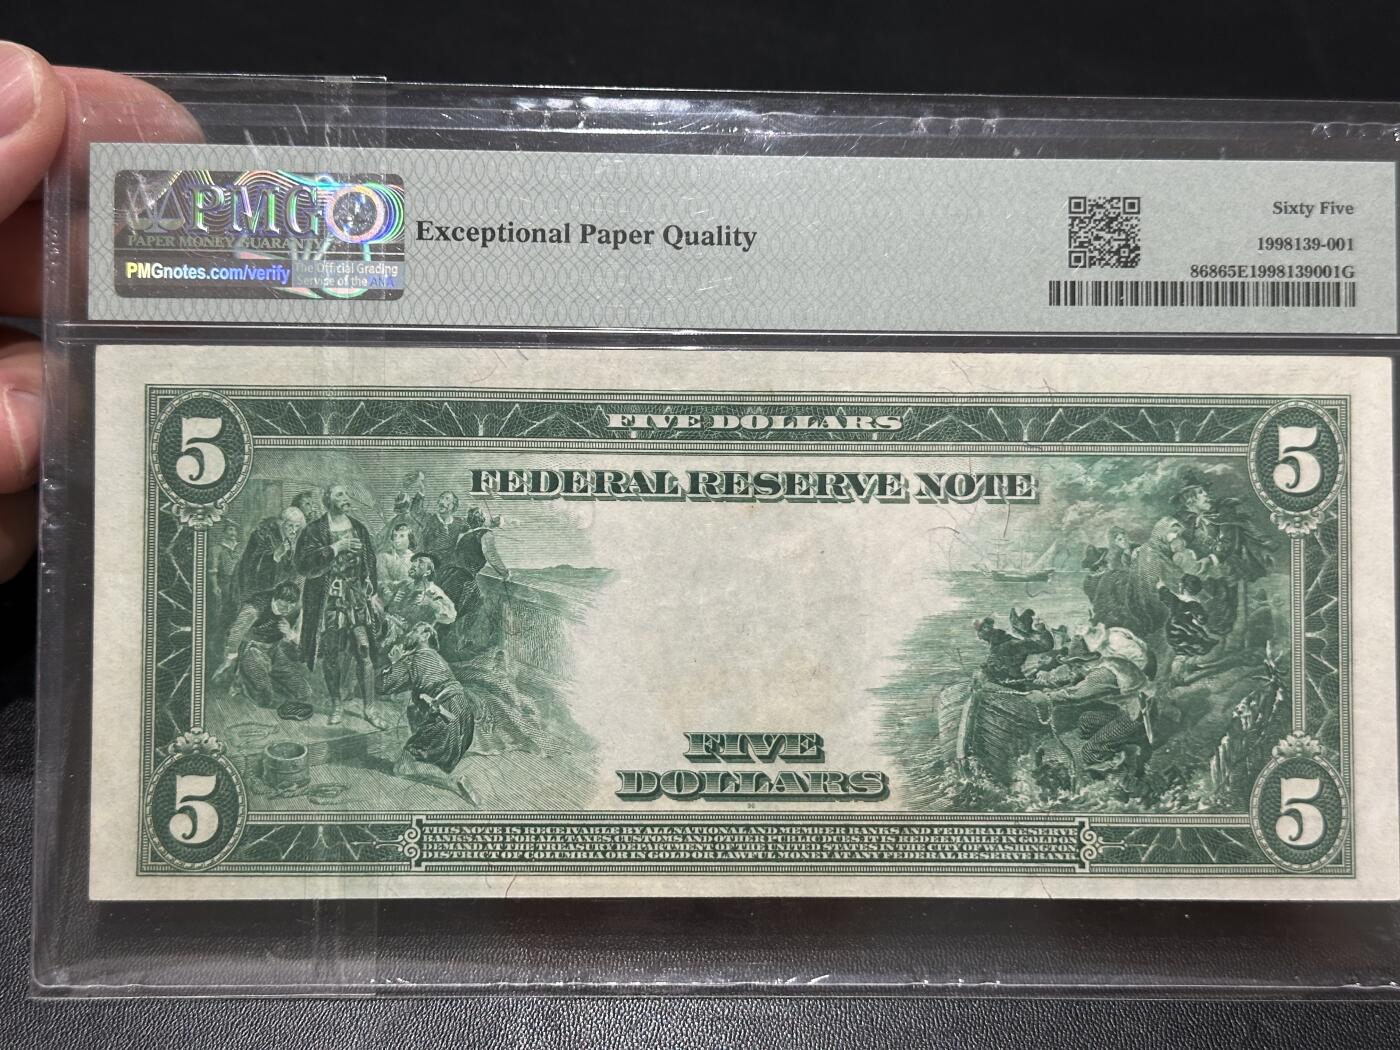 PMG
PAPER MONEY GUARANTY
PMGnotes.com/verify
The Official Grading
Service of the ANA
Exceptional Paper Quality
Sixty Five
1998139-001
86865E1998139001G
5
FIVE DOLLARS
5
FEDERAL RESERVE NOTE
FIVE
DOLLARS
5
5
THIS NOTE IS RECEIVABLE BY ALL NATIONAL AND MEMBER BANKS AND FEDERAL RESERVE
BANKS AND FOR ALL TAXES, CUSTOMS AND OTHER PUBLIC DUES. IT IS REDEEMABLE IN GOLD ON
DEMAND AT THE TREASURY DEPARTMENT OF THE UNITED STATES IN THE CITY OF WASHINGTON,
DISTRICT OF COLUMBIA OR IN GOLD OR LAWFUL MONEY AT ANY FEDERAL RESERVE BANK.